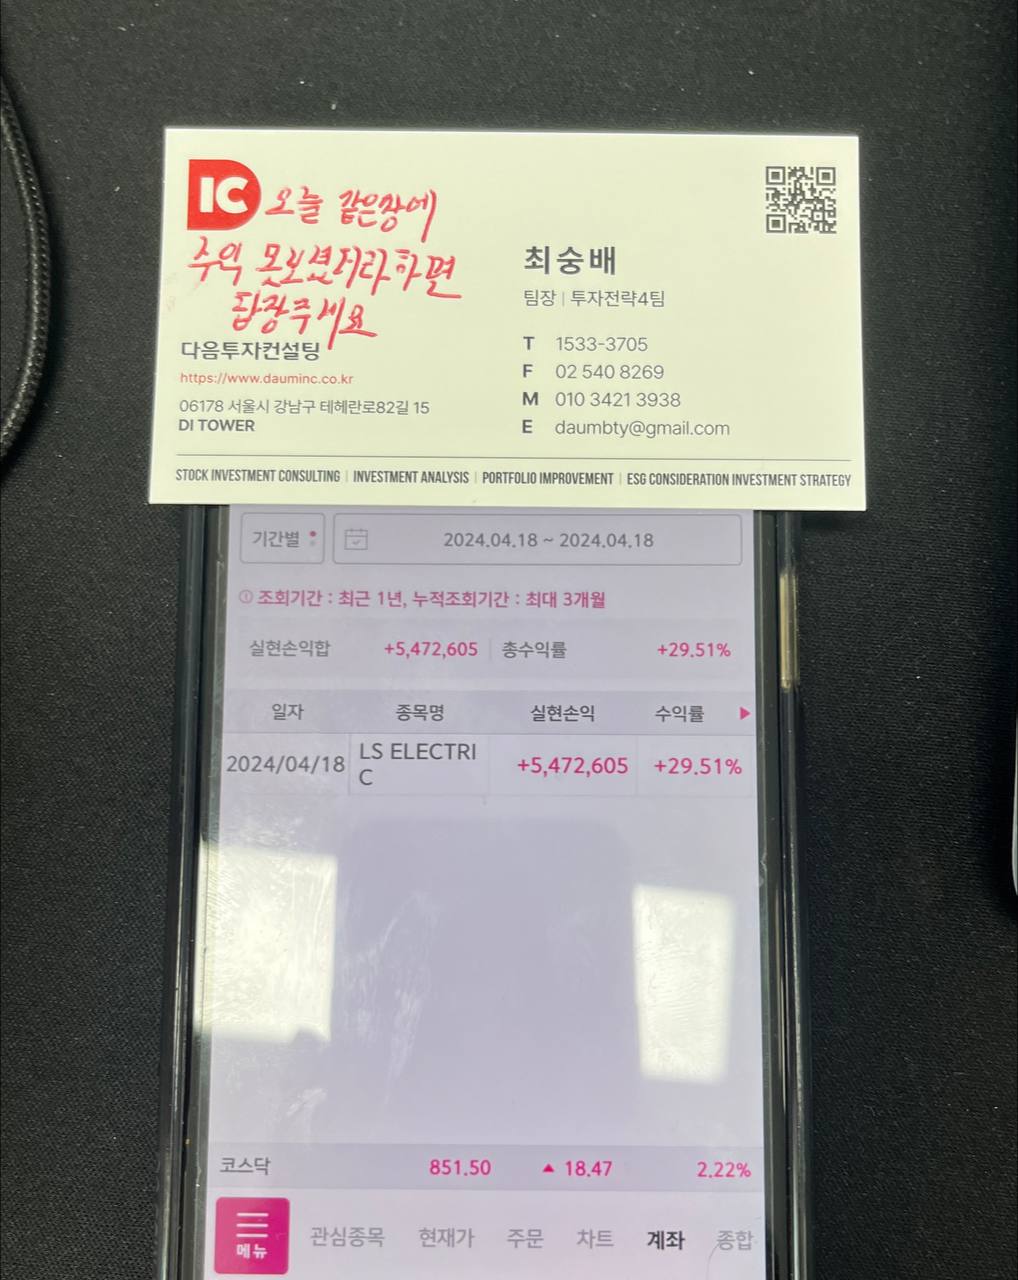 IC
오늘 같은장에
수익 못보셨더라하면
답장주세요
다음투자컨설팅
https://www.dauminc.co.kr
06178 서울시 강남구 테헤란로82길 15
DI TOWER
최숭배
팀장 | 투자전략4팀
T 1533-3705
F 02 540 8269
M 010 3421 3938
E daumbty@gmail.com
STOCK INVESTMENT CONSULTING | INVESTMENT ANALYSIS | PORTFOLIO IMPROVEMENT | ESG CONSIDERATION INVESTMENT STRATEGY
기간별 2024.04.18 ~ 2024.04.18
조회기간 : 최근 1년, 누적조회기간 : 최대 3개월
실현손익합 +5,472,605 총수익률 +29.51%
일자 종목명 실현손익 수익률
2024/04/18 LS ELECTRI
C +5,472,605 +29.51%
코스닥 851.50 ▲ 18.47 2.22%
메뉴 관심종목 현재가 주문 차트 계좌 종합